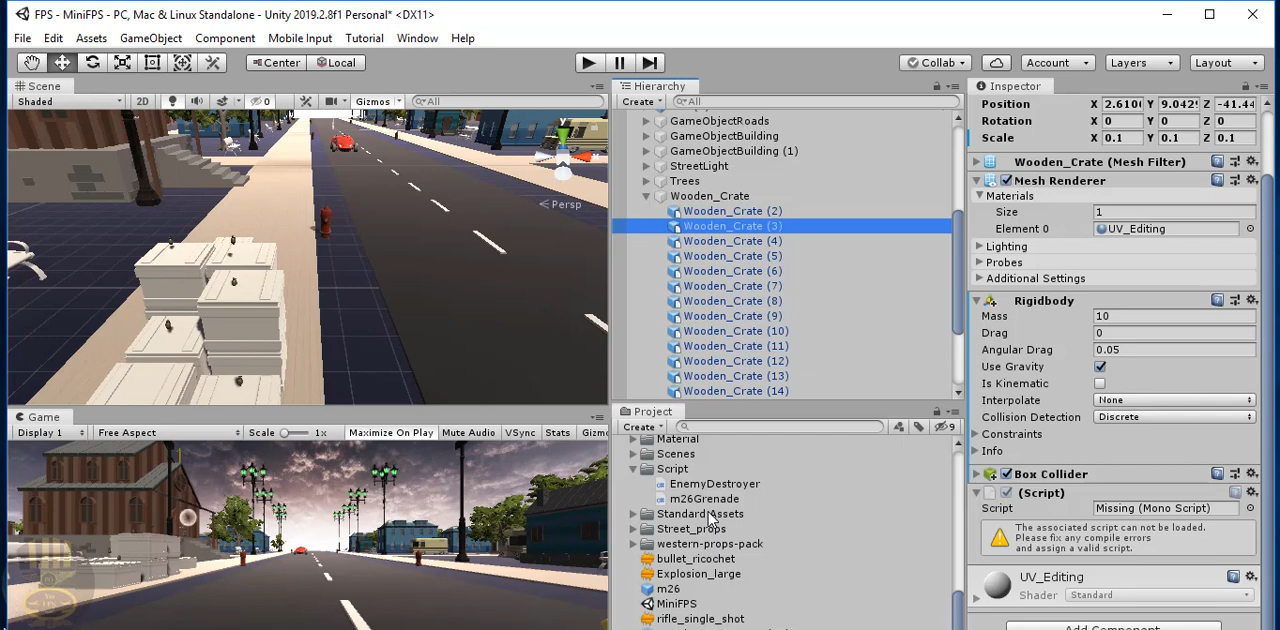 FPS - MiniFPS - PC, Mac & Linux Standalone - Unity 2019.2.8f1 Personal* <DX11>
File Edit Assets GameObject Component Mobile Input Tutorial Window Help
Center Local Collab Account Layers Layout
Scene
Shaded 2D 0 Gizmos All
y
Persp
Game
Display 1 Free Aspect Scale 1x Maximize On Play Mute Audio VSync Stats Gizmo
Hierarchy
Create All
GameObjectRoads
GameObjectBuilding
GameObjectBuilding (1)
StreetLight
Trees
Wooden_Crate
Wooden_Crate (2)
Wooden_Crate (3)
Wooden_Crate (4)
Wooden_Crate (5)
Wooden_Crate (6)
Wooden_Crate (7)
Wooden_Crate (8)
Wooden_Crate (9)
Wooden_Crate (10)
Wooden_Crate (11)
Wooden_Crate (12)
Wooden_Crate (13)
Wooden_Crate (14)
Project
Create 9
Material
Scenes
Script
EnemyDestroyer
m26Grenade
Standard Assets
Street_props
western-props-pack
bullet_ricochet
Explosion_large
m26
MiniFPS
rifle_single_shot
Inspector
Position X 2.610 Y 9.042 Z -41.44
Rotation X 0 Y 0 Z 0
Scale X 0.1 Y 0.1 Z 0.1
Wooden_Crate (Mesh Filter)
Mesh Renderer
Materials
Size 1
Element 0 UV_Editing
Lighting
Probes
Additional Settings
Rigidbody
Mass 10
Drag 0
Angular Drag 0.05
Use Gravity
Is Kinematic
Interpolate None
Collision Detection Discrete
Constraints
Info
Box Collider
(Script)
Script Missing (Mono Script)
The associated script can not be loaded.
Please fix any compile errors
and assign a valid script.
UV_Editing
Shader Standard
Add Component